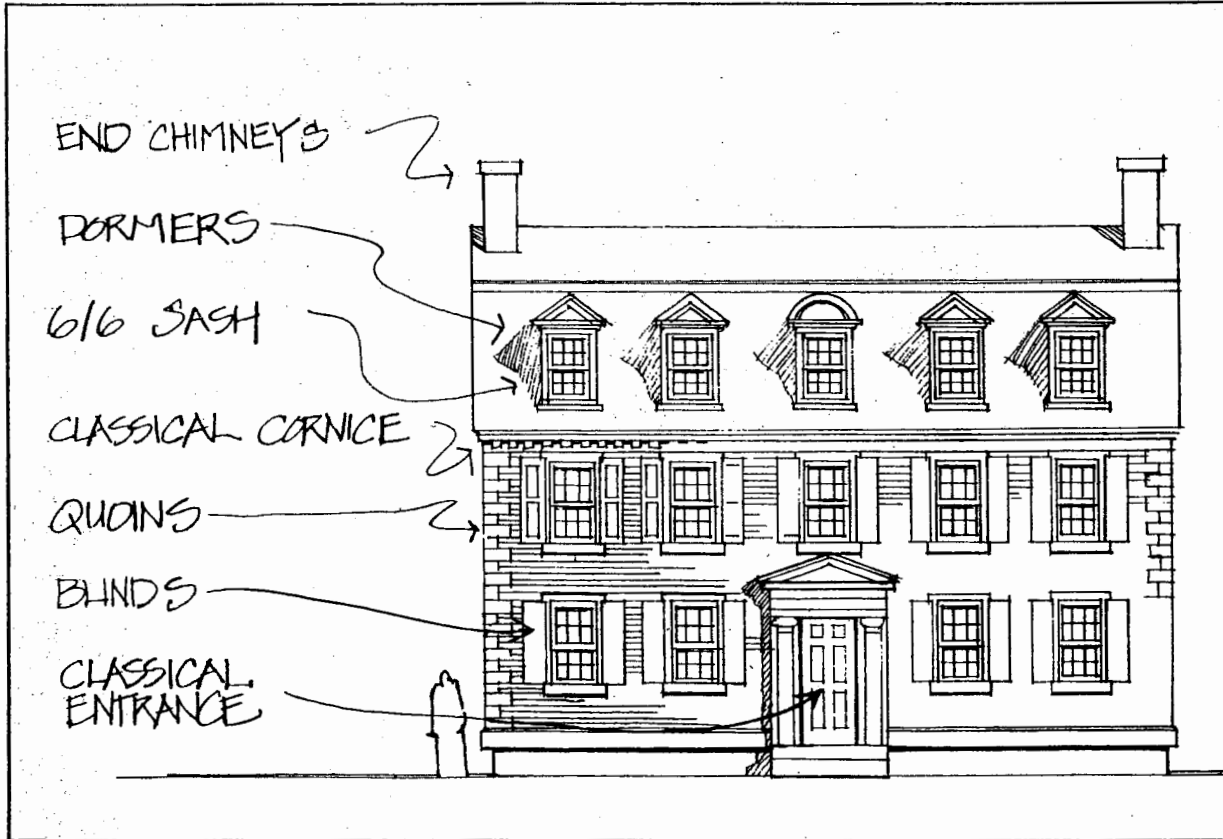 END CHIMNEYS
DORMERS
6/6 SASH
CLASSICAL CORNICE
QUOINS
BLINDS
CLASSICAL
ENTRANCE